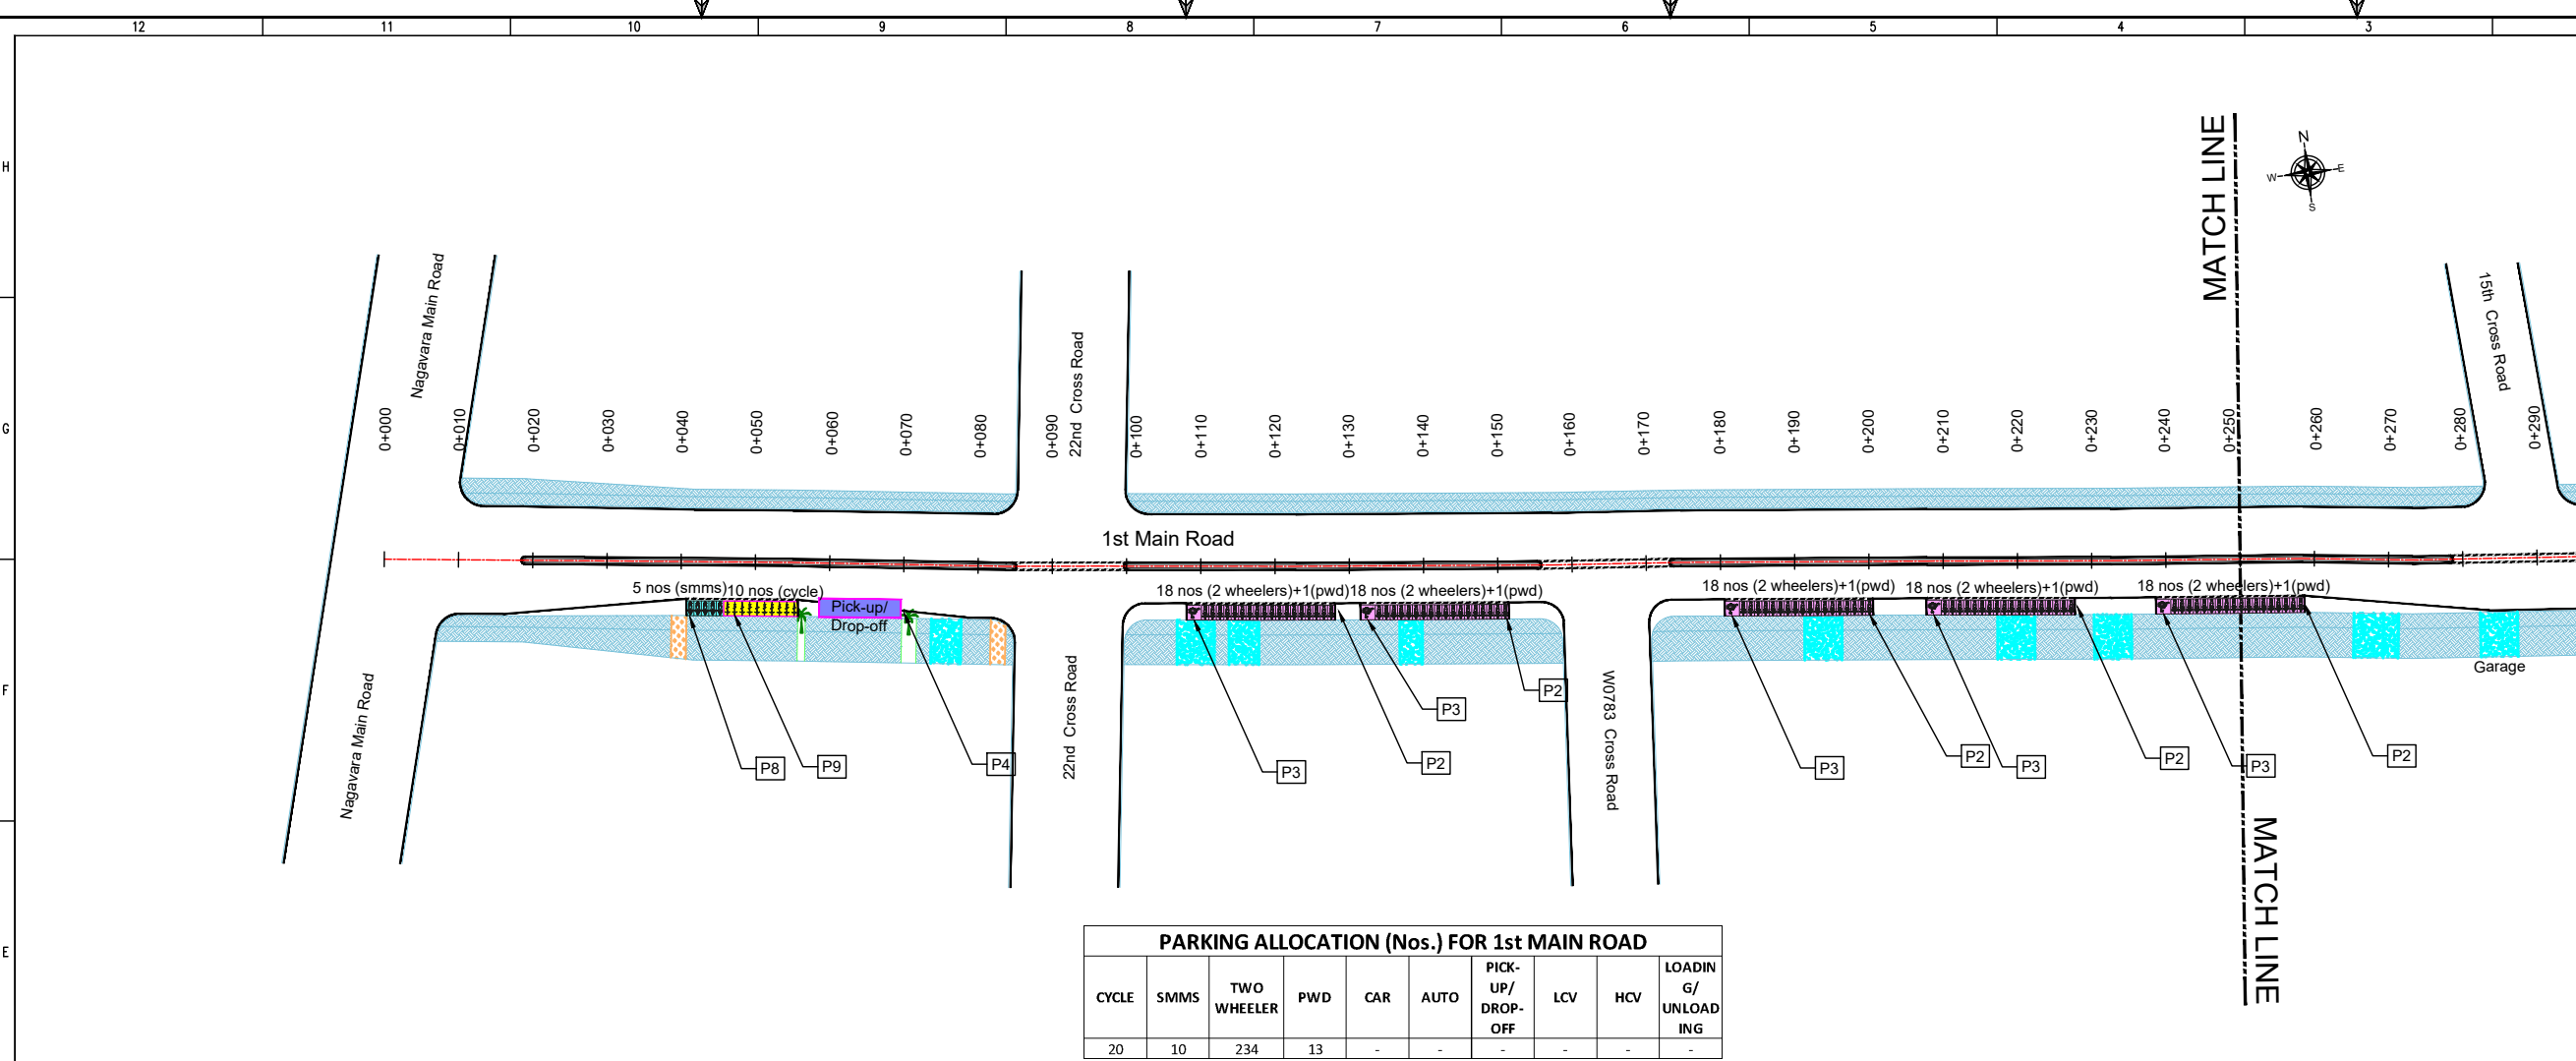 12 11 10 9 8 7 6 5 4 3
H
G
F
E
MATCH LINE
N
W E
S
Nagavara Main Road
22nd Cross Road
15th Cross Road
0+000 0+010 0+020 0+030 0+040 0+050 0+060 0+070 0+080 0+090 0+100 0+110 0+120 0+130 0+140 0+150 0+160 0+170 0+180 0+190 0+200 0+210 0+220 0+230 0+240 0+250 0+260 0+270 0+280 0+290
1st Main Road
5 nos (smms) 10 nos (cycle) 18 nos (2 wheelers)+1(pwd) 18 nos (2 wheelers)+1(pwd) 18 nos (2 wheelers)+1(pwd) 18 nos (2 wheelers)+1(pwd) 18 nos (2 wheelers)+1(pwd)
Pick-up/
Drop-off
Garage
Nagavara Main Road
22nd Cross Road
W0783 Cross Road
P2
P3
P8 P9 P4 P3 P2 P3 P2 P3 P2 P3 P2
MATCH LINE
PARKING ALLOCATION (Nos.) FOR 1st MAIN ROAD
CYCLE
SMMS
TWO
WHEELER
PWD
CAR
AUTO
PICK-
UP/
DROP-
OFF
LCV
HCV
LOADIN
G/
UNLOAD
ING
20 10 234 13 - - - - - -